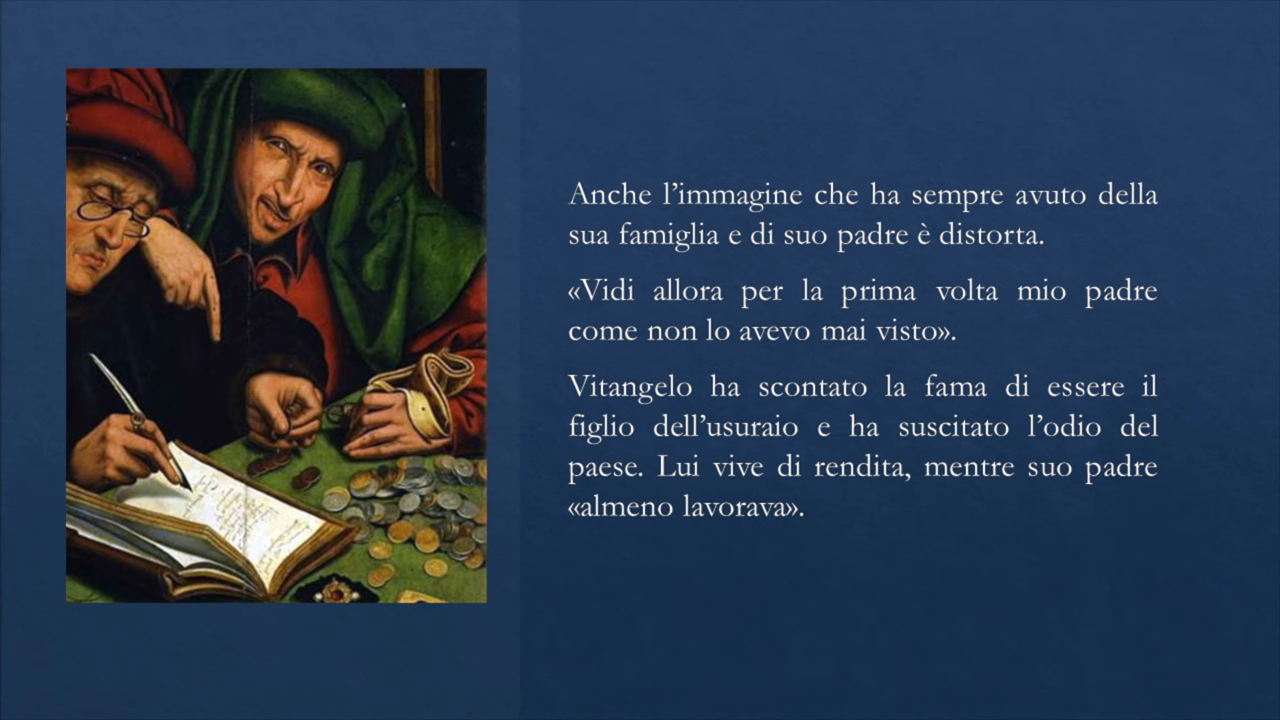 Anche l’immagine che ha sempre avuto della
sua famiglia e di suo padre è distorta.
«Vidi allora per la prima volta mio padre
come non lo avevo mai visto».
Vitangelo ha scontato la fama di essere il
figlio dell’usuraio e ha suscitato l’odio del
paese. Lui vive di rendita, mentre suo padre
«almeno lavorava».